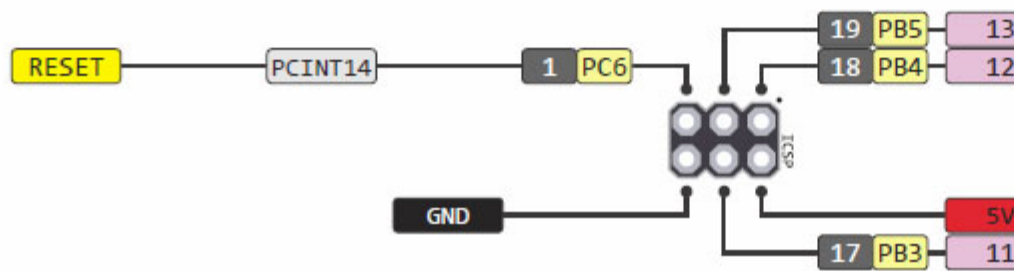 19 PB5 13
RESET PCINT14 1 PC6 18 PB4 12
ICSP
GND 5V
17 PB3 11